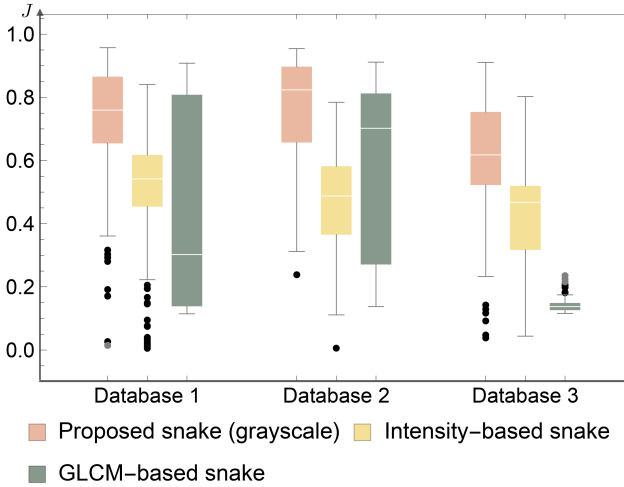 J
1.0
0.8
0.6
0.4
0.2
0.0
Database 1 Database 2 Database 3
Proposed snake (grayscale) Intensity−based snake
GLCM−based snake